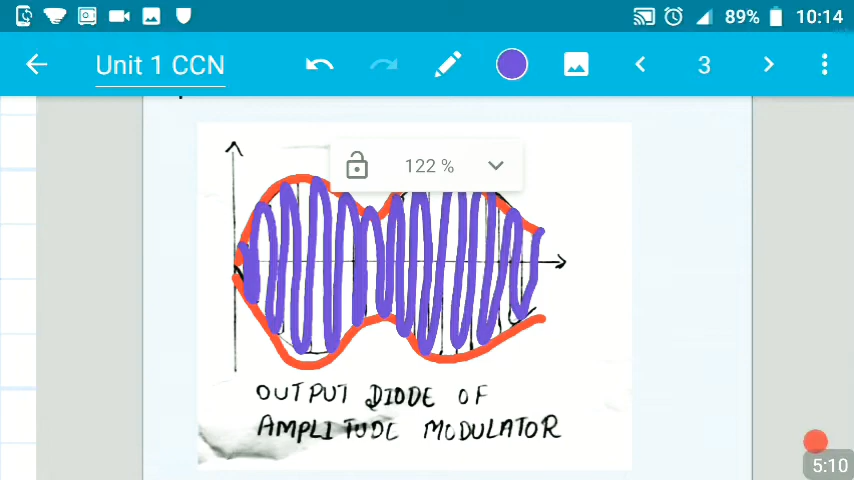 89% 10:14
Unit 1 CCN 3
122 %
OUTPUT DIODE OF
AMPLITUDE MODULATOR
5:10